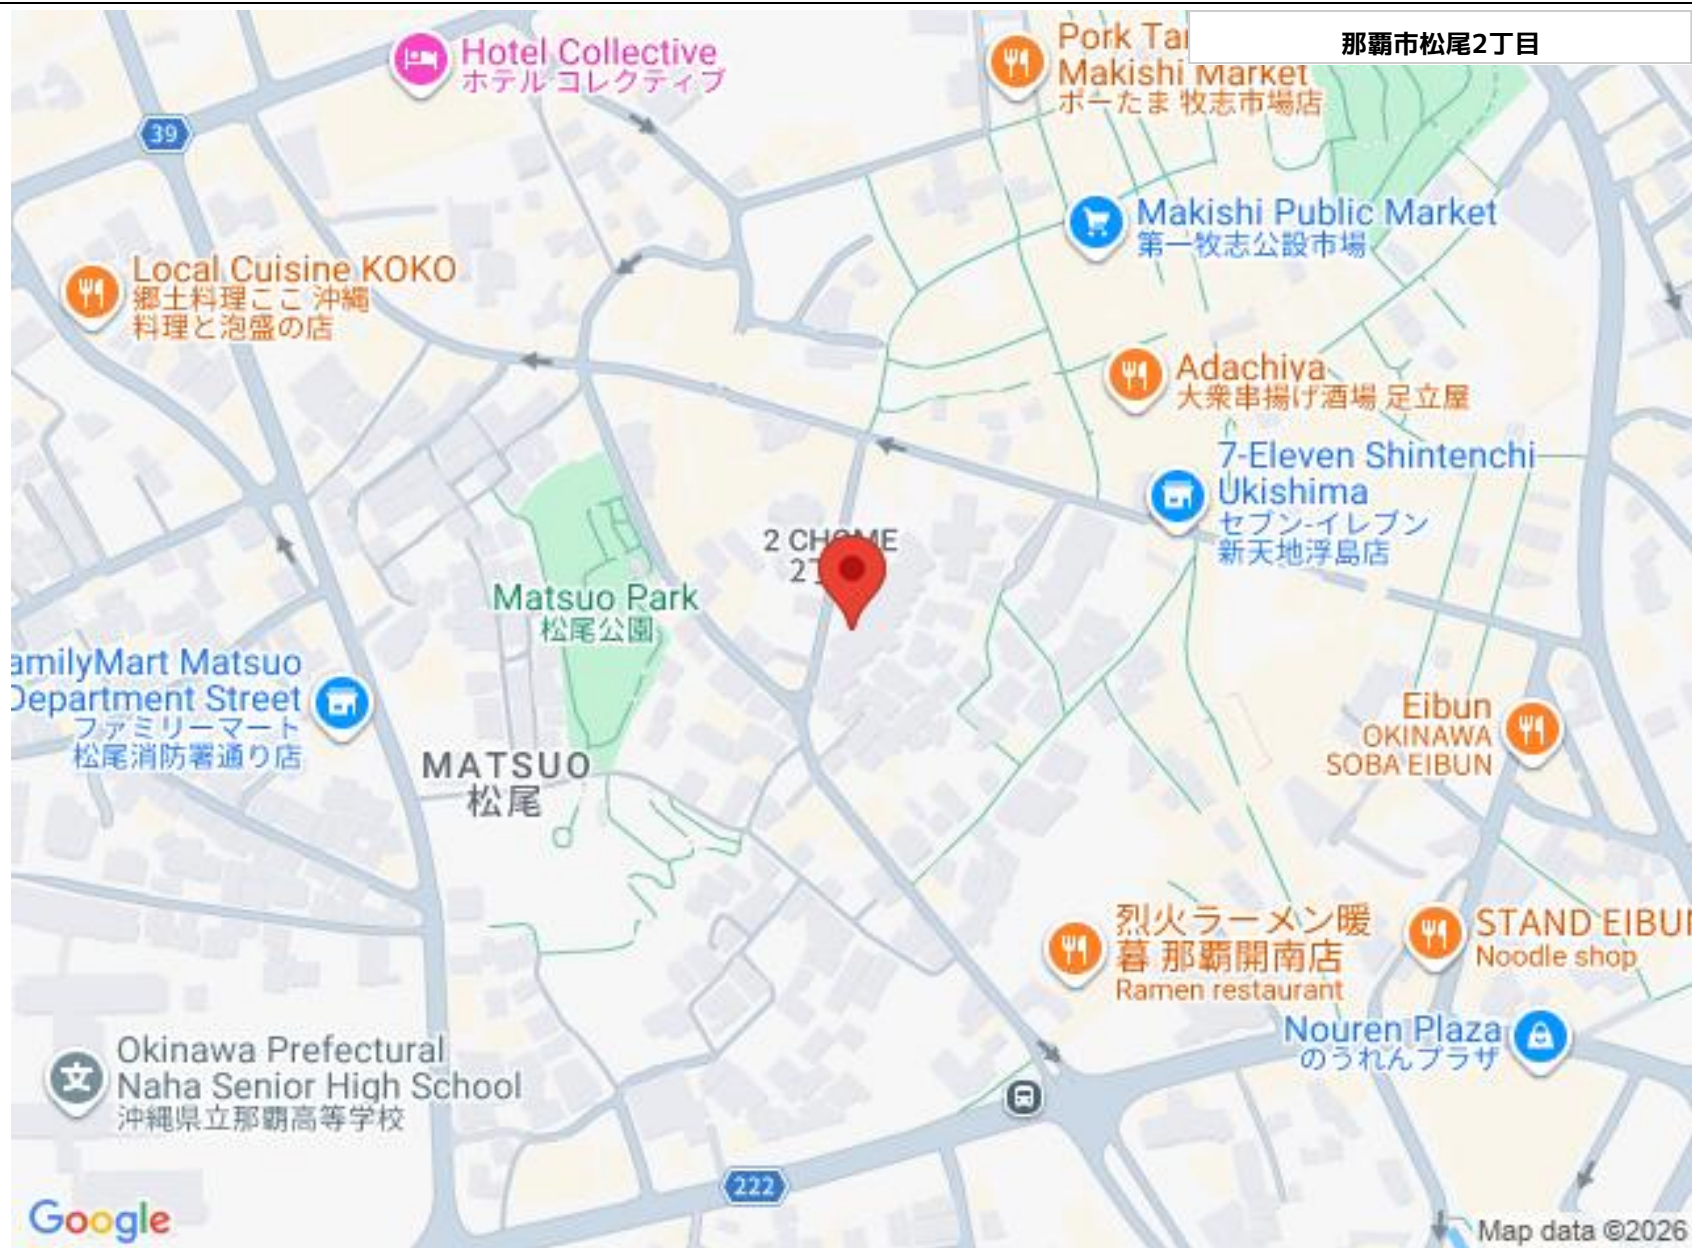 那覇市松尾2丁目
Hotel Collective
ホテル コレクティブ
Makishi Market
ポーたま 牧志市場店
39
Makishi Public Market
第一牧志公設市場
Local Cuisine KOKO
郷土料理ここ 沖縄
料理と泡盛の店
Adachiya
大衆串揚げ酒場 足立屋
7-Eleven Shintenchi
Ukishima
セブン-イレブン
新天地浮島店
Matsuo Park
松尾公園
amilyMart Matsuo
Department Street
ファミリーマート
松尾消防署通り店
MATSUO
松尾
Eibun
OKINAWA
SOBA EIBUN
烈火ラーメン暖
暮 那覇開南店
Ramen restaurant
STAND EIBUN
Noodle shop
Nouren Plaza
のうれんプラザ
Okinawa Prefectural
Naha Senior High School
沖縄県立那覇高等学校
222
Google
Map data ©2026